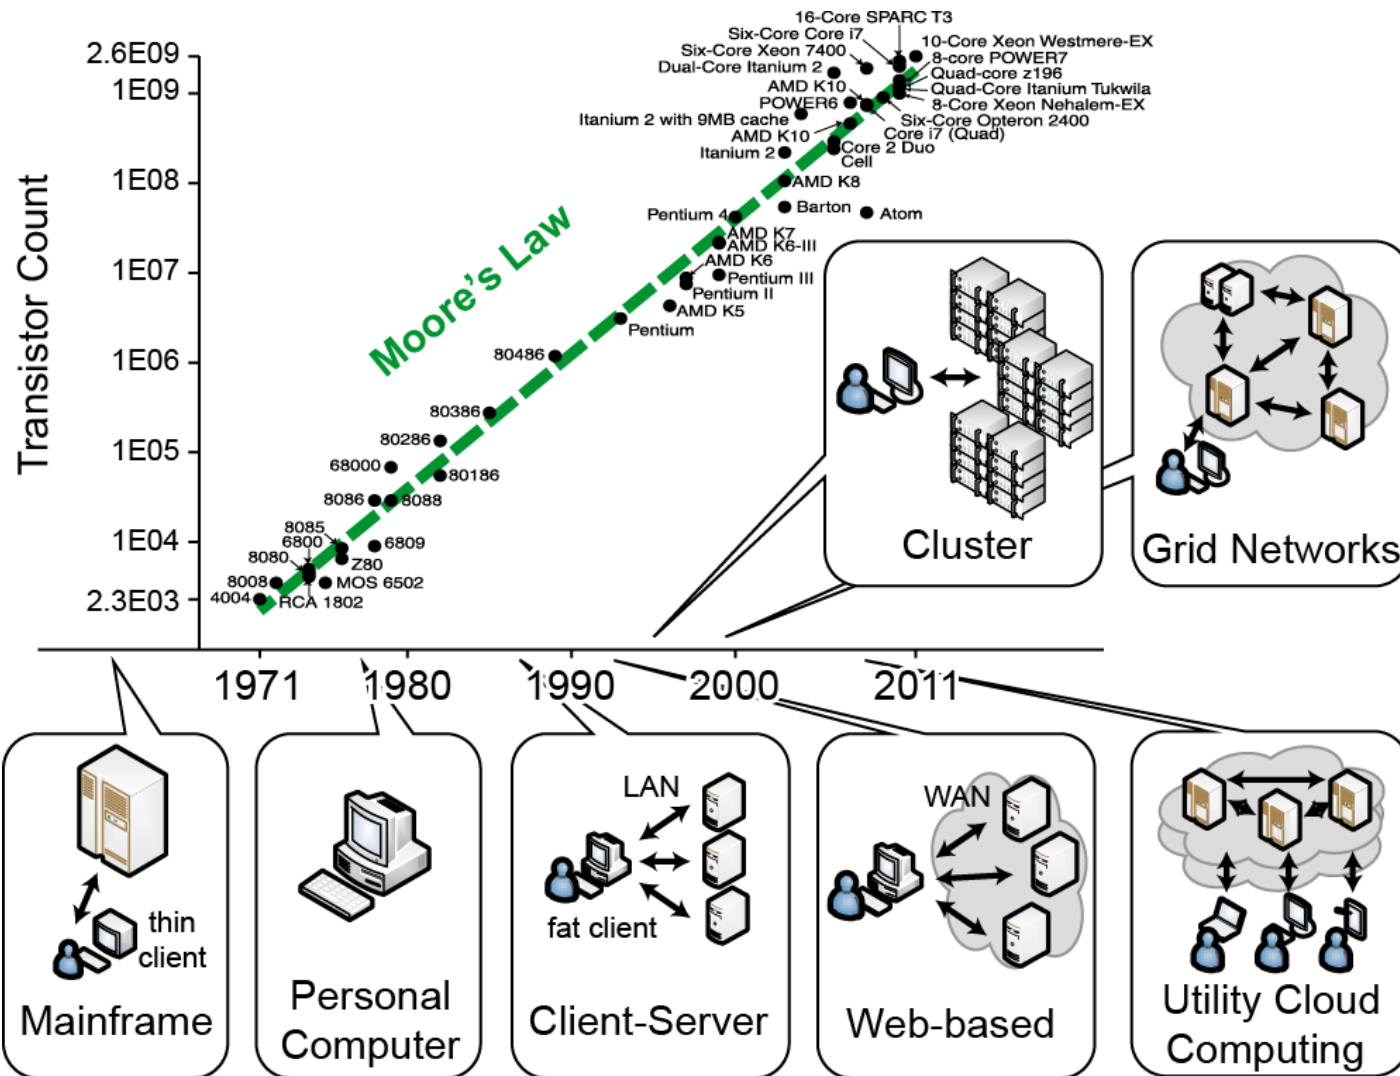 16-Core SPARC T3
Six-Core Core i7
Six-Core Xeon 7400
Dual-Core Itanium 2
AMD K10
POWER6
Itanium 2 with 9MB cache
AMD K10
Itanium 2
10-Core Xeon Westmere-EX
8-core POWER7
Quad-core z196
Quad-Core Itanium Tukwila
8-Core Xeon Nehalem-EX
Six-Core Opteron 2400
Core i7 (Quad)
Core 2 Duo
Cell
AMD K8
Barton
Atom
Pentium 4
AMD K7
AMD K6-III
AMD K6
Pentium III
Pentium II
AMD K5
Pentium
80486
80386
80286
68000
80186
8086
8088
8085
6800
6809
8080
Z80
8008
MOS 6502
4004
RCA 1802
2.6E09
1E09
1E08
1E07
1E06
1E05
1E04
2.3E03
Transistor Count
Moore's Law
1971
1980
1990
2000
2011
Cluster
Grid Networks
thin
client
Mainframe
Personal
Computer
LAN
fat client
Client-Server
WAN
Web-based
Utility Cloud
Computing